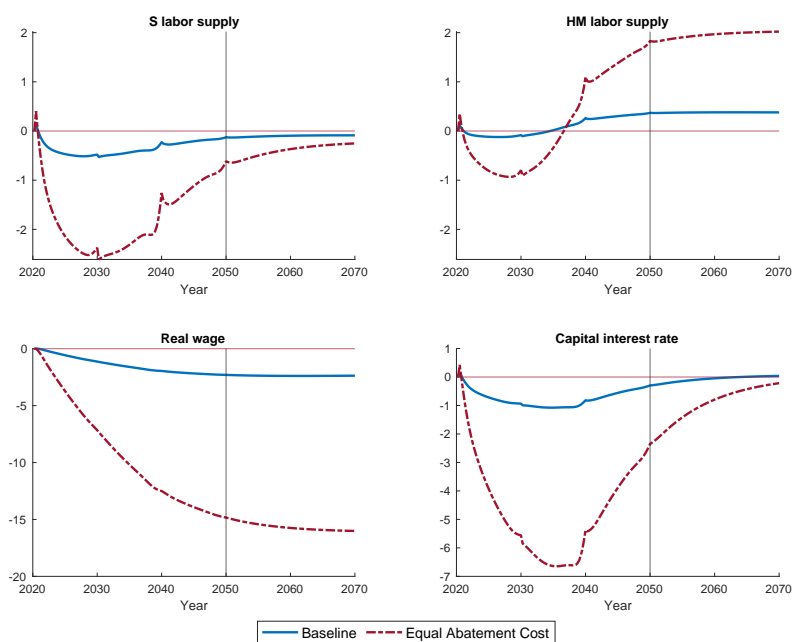 S labor supply
2
1
0
-1
-2
2020 2030 2040 2050 2060 2070
Year
HM labor supply
2
1
0
-1
-2
2020 2030 2040 2050 2060 2070
Year
Real wage
0
-5
-10
-15
-20
2020 2030 2040 2050 2060 2070
Year
Capital interest rate
1
0
-1
-2
-3
-4
-5
-6
-7
2020 2030 2040 2050 2060 2070
Year
Baseline Equal Abatement Cost